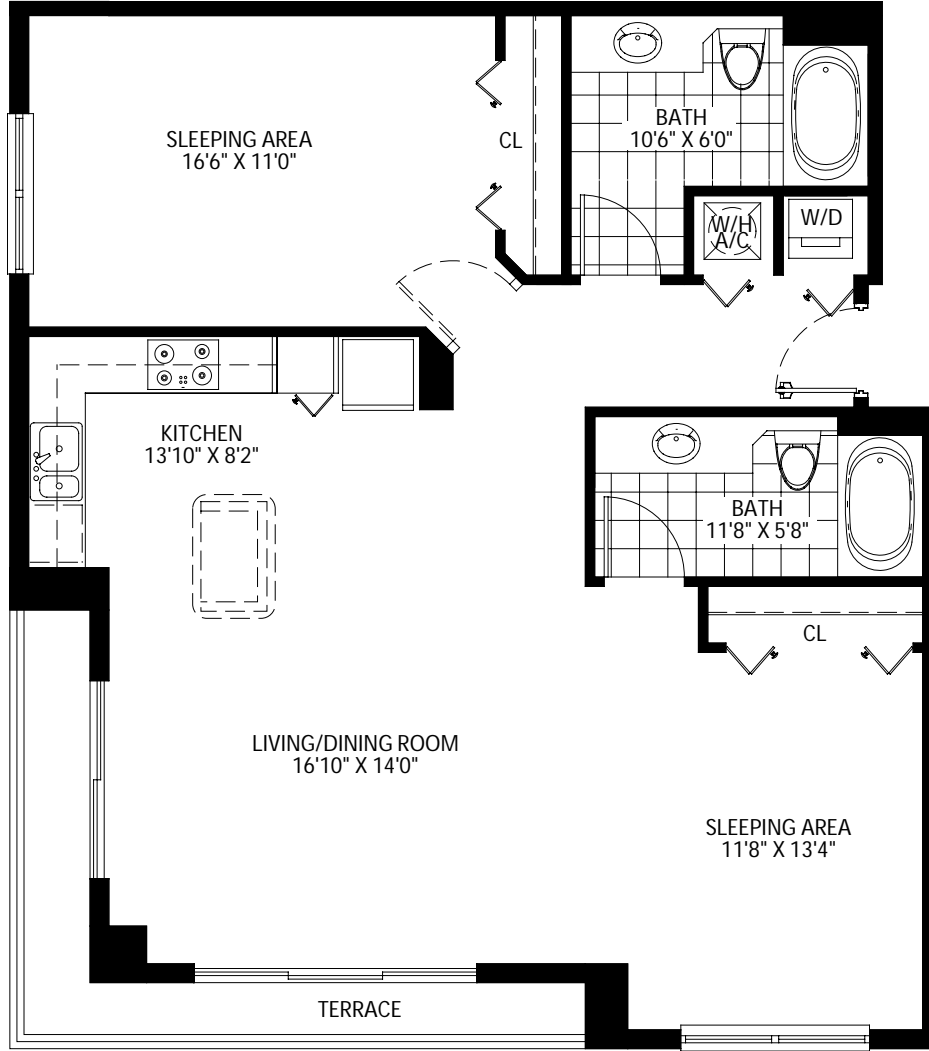 SLEEPING AREA
16'6" X 11'0"
CL
BATH
10'6" X 6'0"
W/H
A/C
W/D
KITCHEN
13'10" X 8'2"
BATH
11'8" X 5'8"
CL
LIVING/DINING ROOM
16'10" X 14'0"
SLEEPING AREA
11'8" X 13'4"
TERRACE